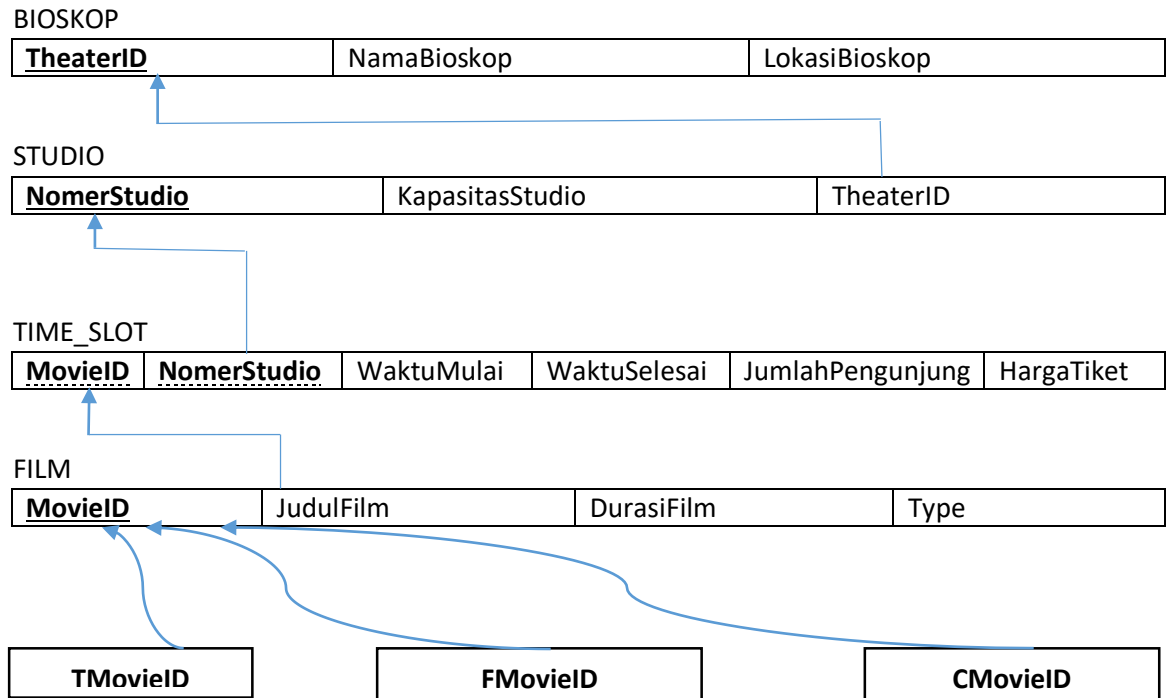 BIOSKOP
TheaterID NamaBioskop LokasiBioskop
STUDIO
NomerStudio KapasitasStudio TheaterID
TIME_SLOT
MovieID NomerStudio WaktuMulai WaktuSelesai JumlahPengunjung HargaTiket
FILM
MovieID JudulFilm DurasiFilm Type
TMovieID FMovieID CMovieID